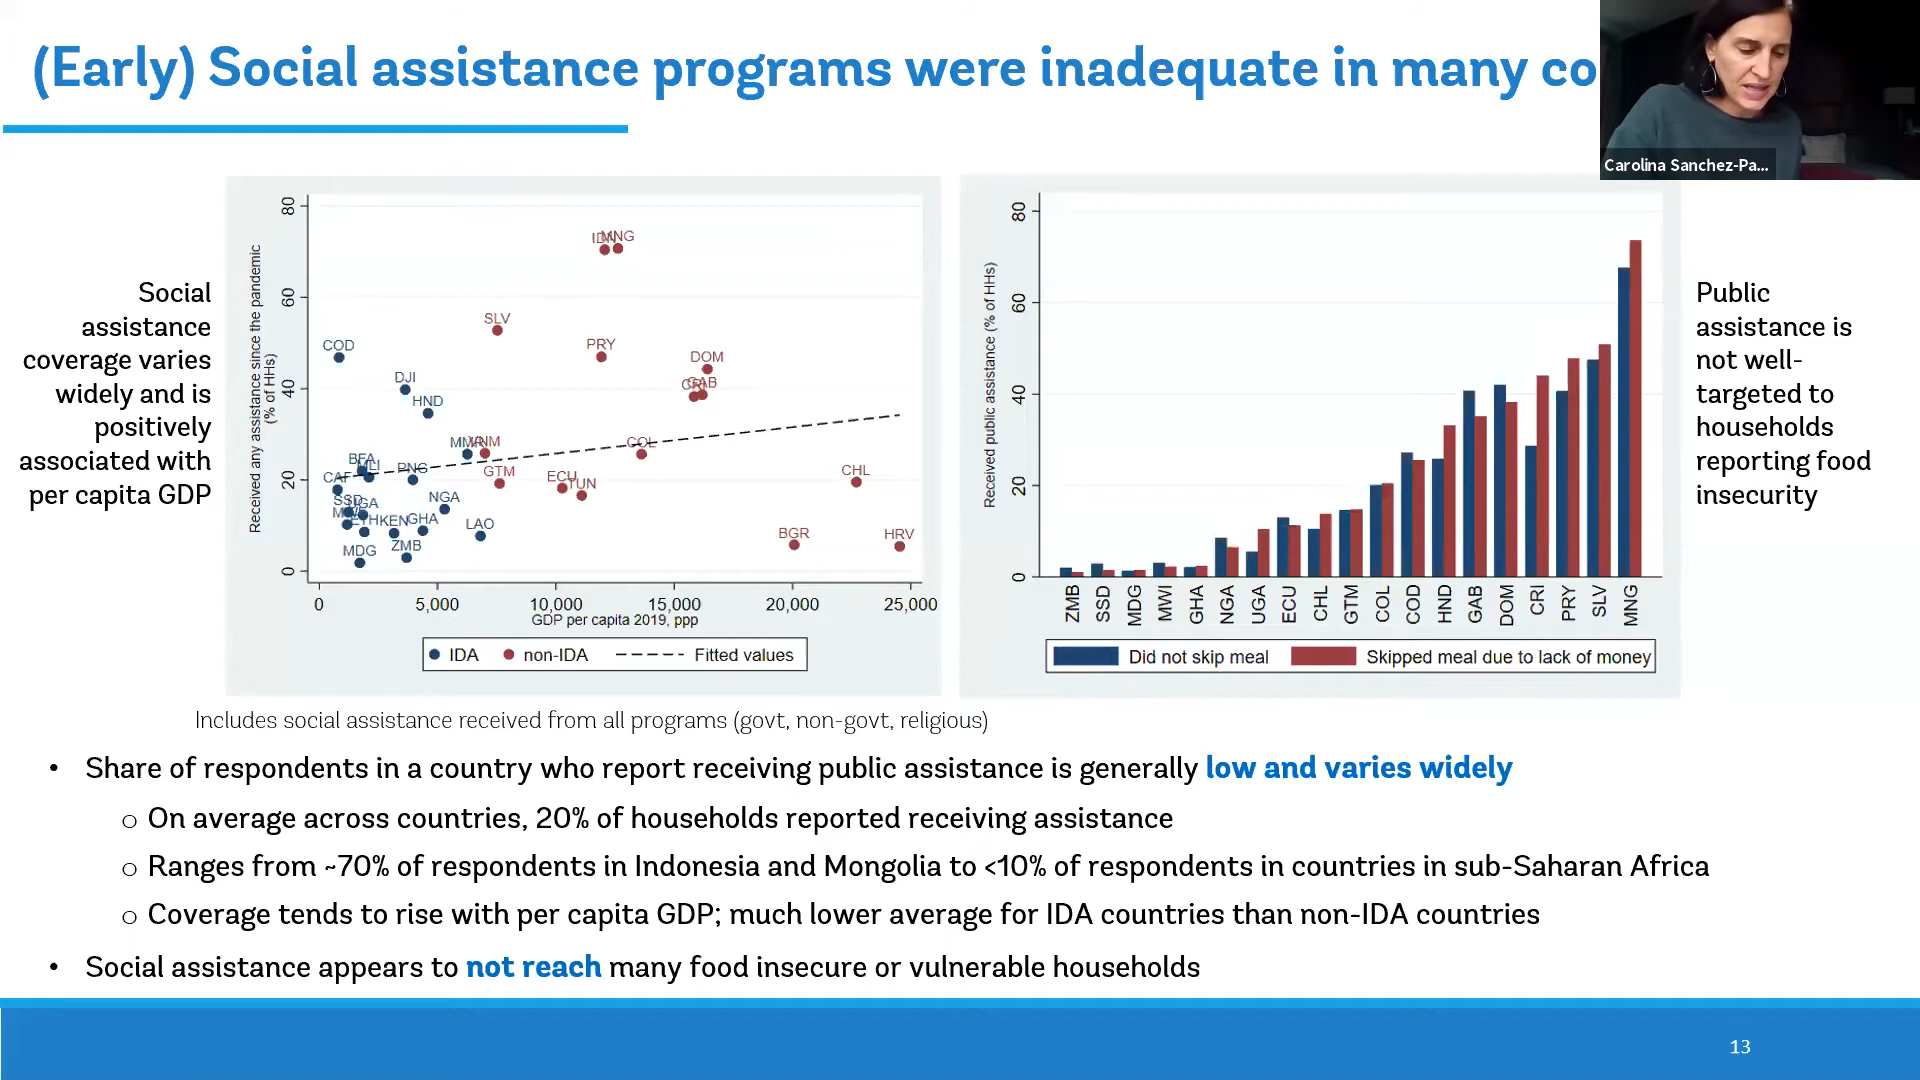 (Early) Social assistance programs were inadequate in many co
Carolina Sanchez-Pa...
Social
assistance
coverage varies
widely and is
positively
associated with
per capita GDP
Received any assistance since the pandemic
(% of HHs)
80
60
40
20
0
IDN MNG
SLV
COD
PRY
DOM
CRI GAB
DJI
HND
MMR VNM
COL
BFA
MLI
PNG
CAF
GTM
ECU
TUN
CHL
SSD
UGA
NGA
MWI
ETH KEN GHA
LAO
ZMB
MDG
BGR
HRV
0 5,000 10,000 15,000 20,000 25,000
GDP per capita 2019, ppp
IDA non-IDA Fitted values
Received public assistance (% of HHs)
80
60
40
20
0
ZMB SSD MDG MWI GHA NGA UGA ECU CHL GTM COL COD HND GAB DOM CRI PRY SLV MNG
Did not skip meal Skipped meal due to lack of money
Public
assistance is
not well-
targeted to
households
reporting food
insecurity
Includes social assistance received from all programs (govt, non-govt, religious)
• Share of respondents in a country who report receiving public assistance is generally low and varies widely
o On average across countries, 20% of households reported receiving assistance
o Ranges from ~70% of respondents in Indonesia and Mongolia to <10% of respondents in countries in sub-Saharan Africa
o Coverage tends to rise with per capita GDP; much lower average for IDA countries than non-IDA countries
• Social assistance appears to not reach many food insecure or vulnerable households
13